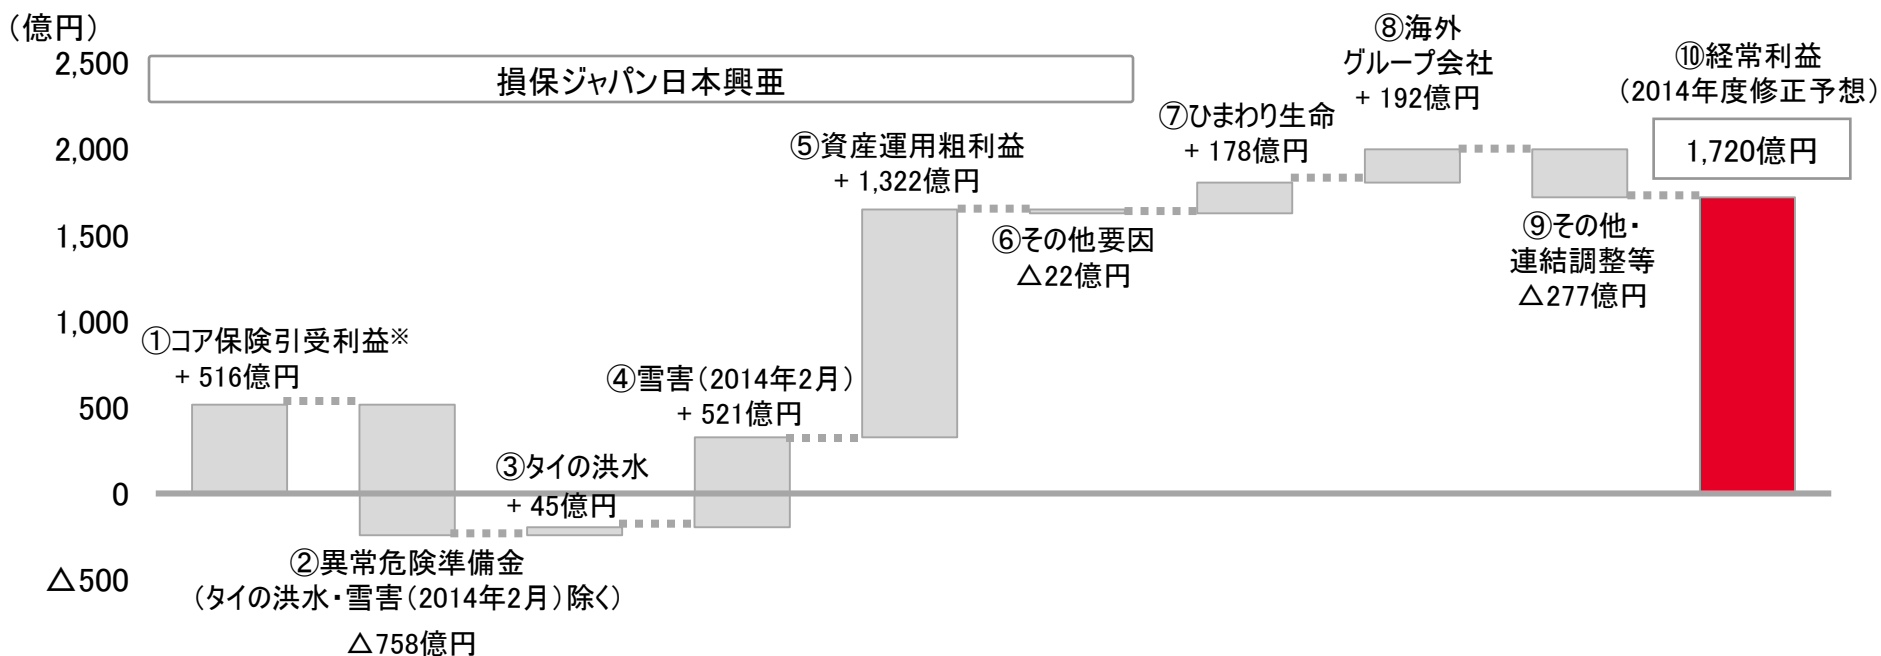 （億円）
2,500
2,000
1,500
1,000
500
0
△500
損保ジャパン日本興亜
①コア保険引受利益※
+ 516億円
②異常危険準備金
（タイの洪水・雪害（2014年2月）除く）
△758億円
③タイの洪水
+ 45億円
④雪害（2014年2月）
+ 521億円
⑤資産運用粗利益
+ 1,322億円
⑥その他要因
△22億円
⑦ひまわり生命
+ 178億円
⑧海外
グループ会社
+ 192億円
⑨その他・
連結調整等
△277億円
⑩経常利益
（2014年度修正予想）
1,720億円